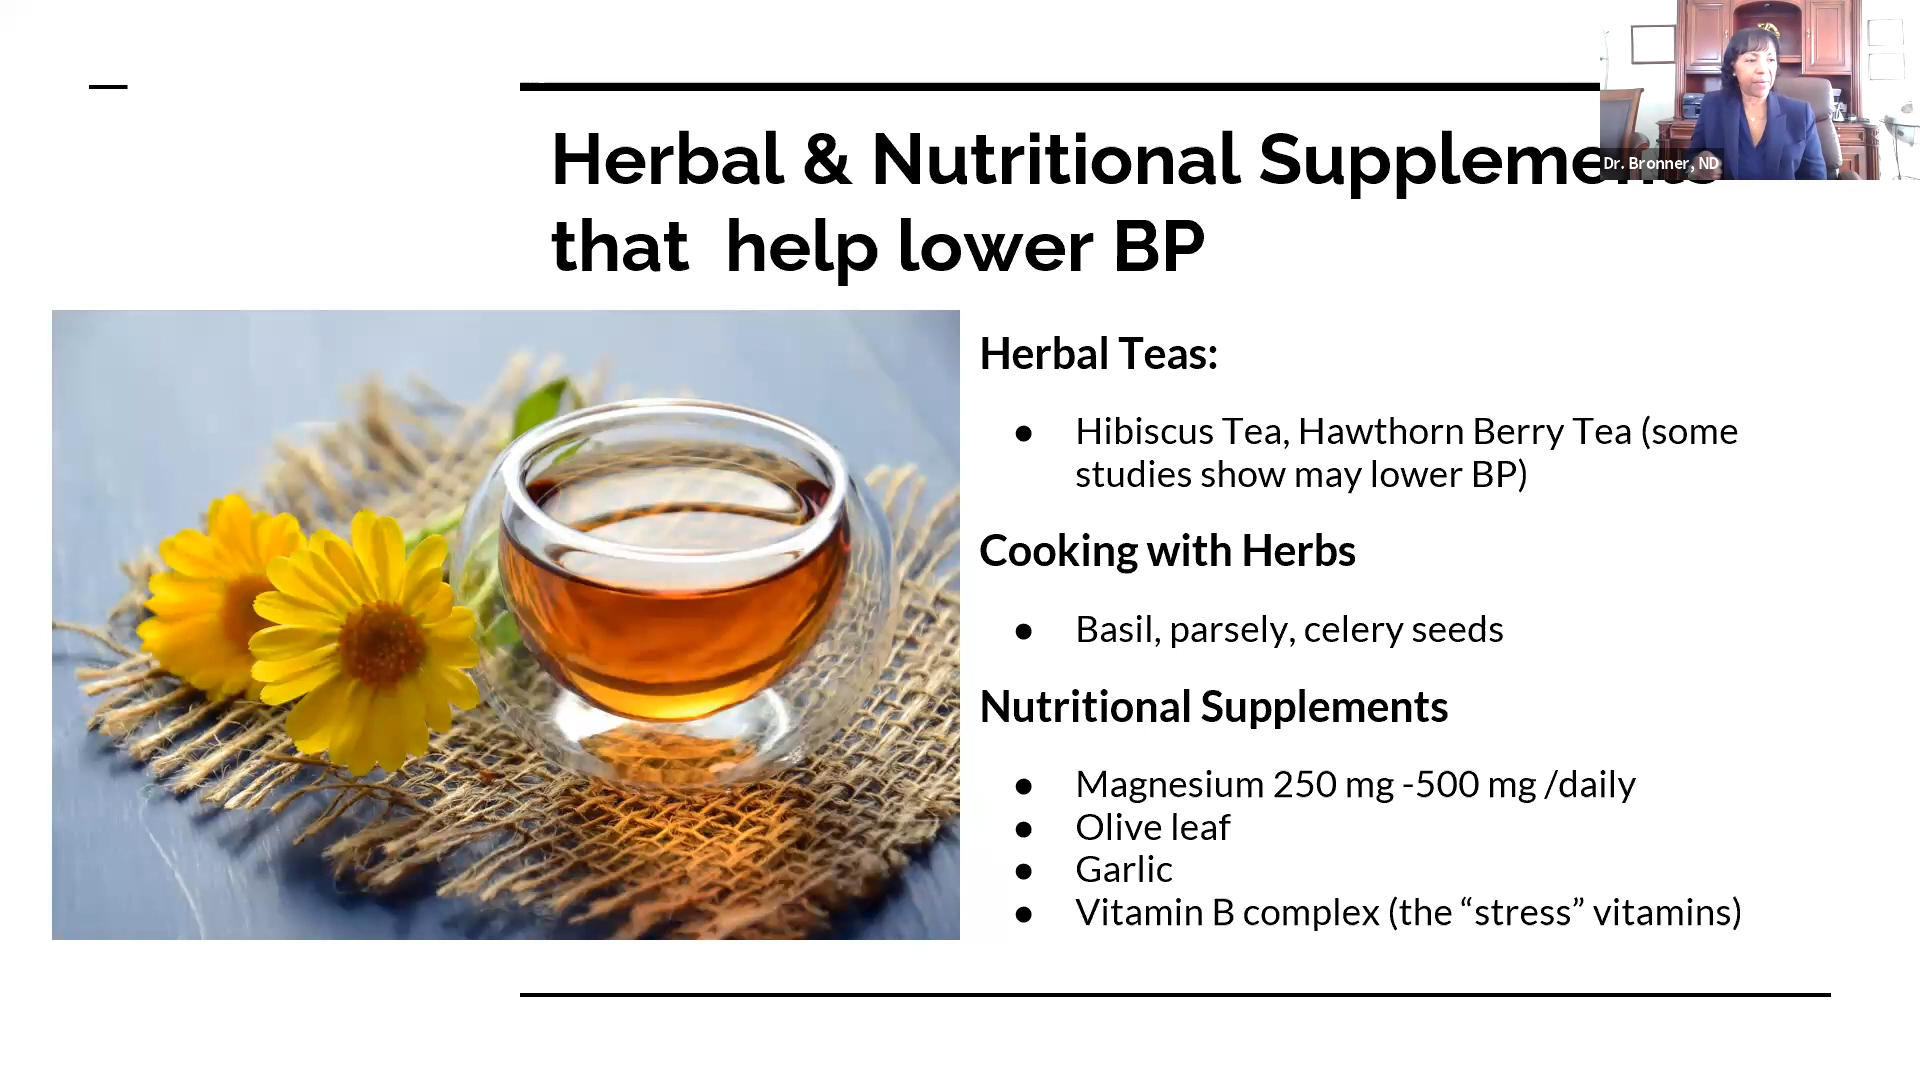 Herbal & Nutritional Supplements
that help lower BP
Dr. Bronner, ND
Herbal Teas:
● Hibiscus Tea, Hawthorn Berry Tea (some
studies show may lower BP)
Cooking with Herbs
● Basil, parsely, celery seeds
Nutritional Supplements
● Magnesium 250 mg -500 mg /daily
● Olive leaf
● Garlic
● Vitamin B complex (the “stress” vitamins)